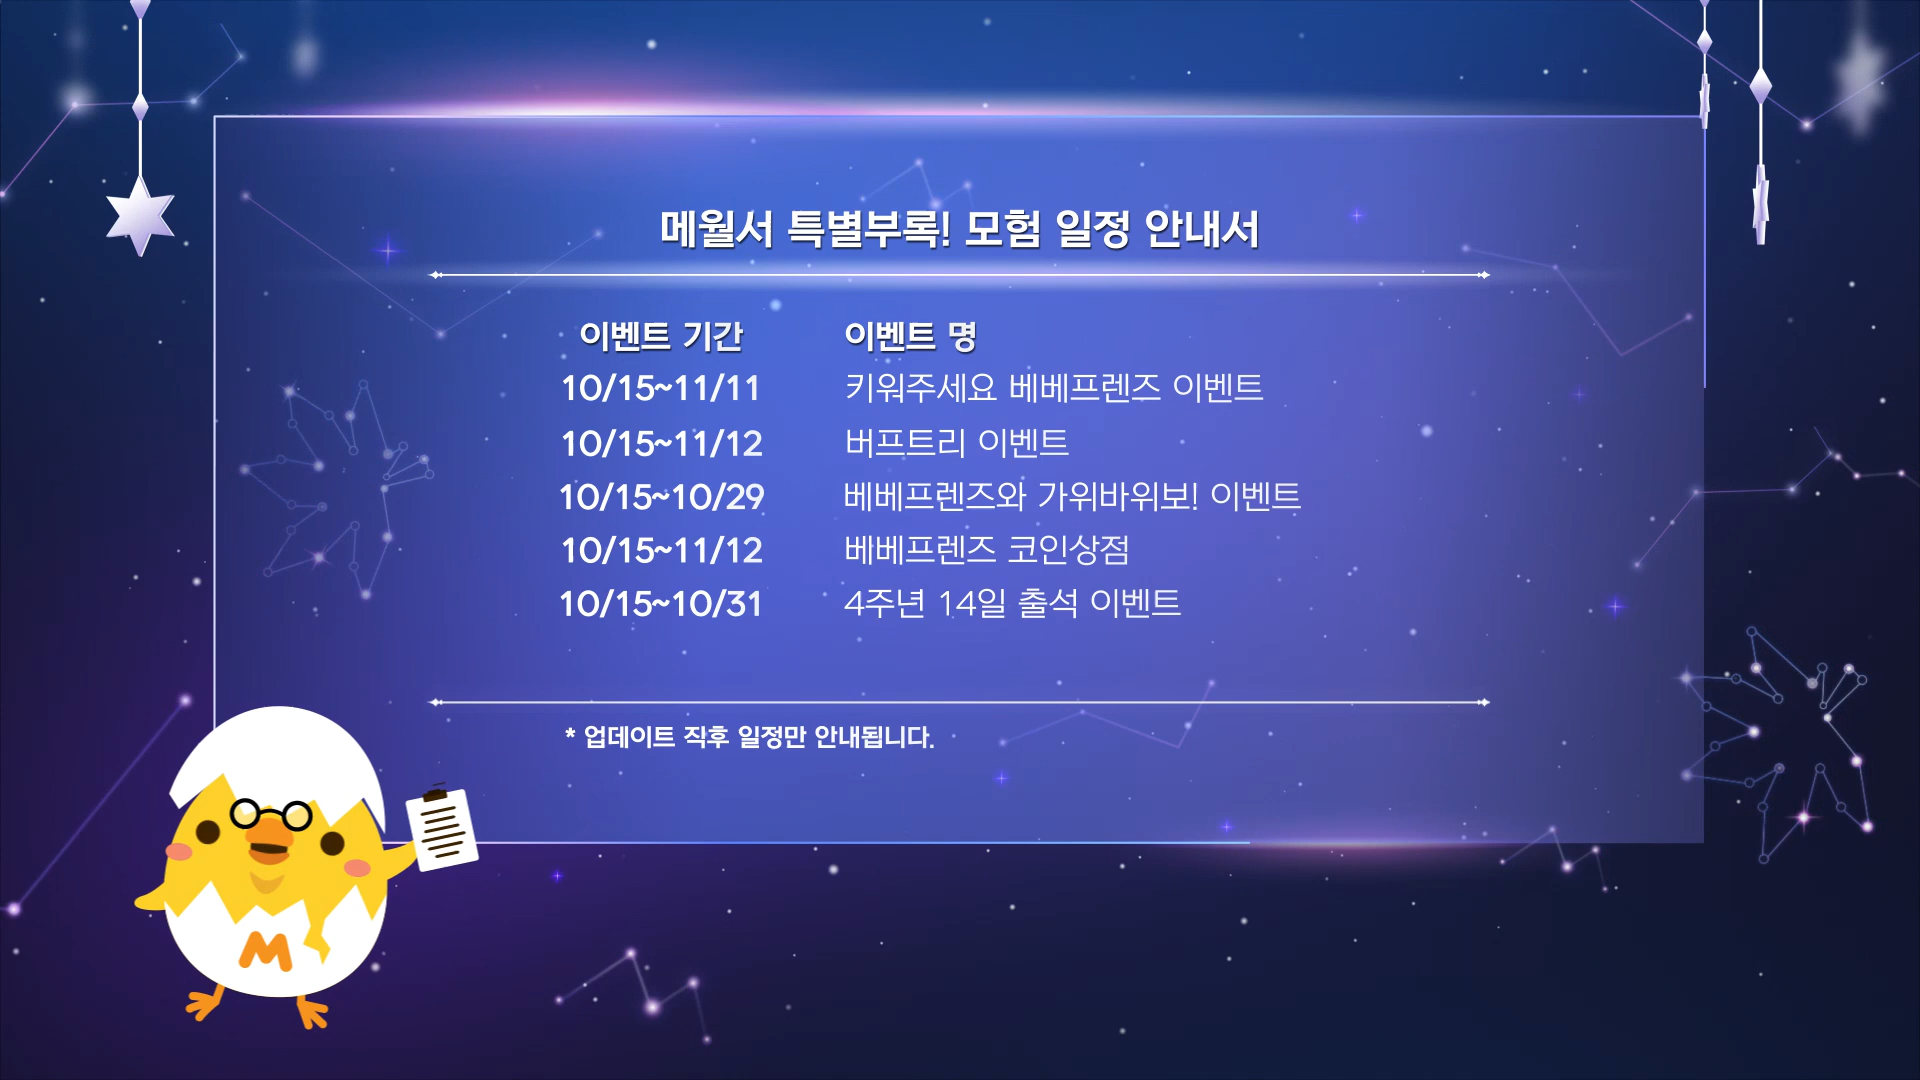 메월서 특별부록! 모험 일정 안내서
이벤트 기간 이벤트 명
10/15~11/11 키워주세요 베베프렌즈 이벤트
10/15~11/12 버프트리 이벤트
10/15~10/29 베베프렌즈와 가위바위보! 이벤트
10/15~11/12 베베프렌즈 코인상점
10/15~10/31 4주년 14일 출석 이벤트
* 업데이트 직후 일정만 안내됩니다.
M